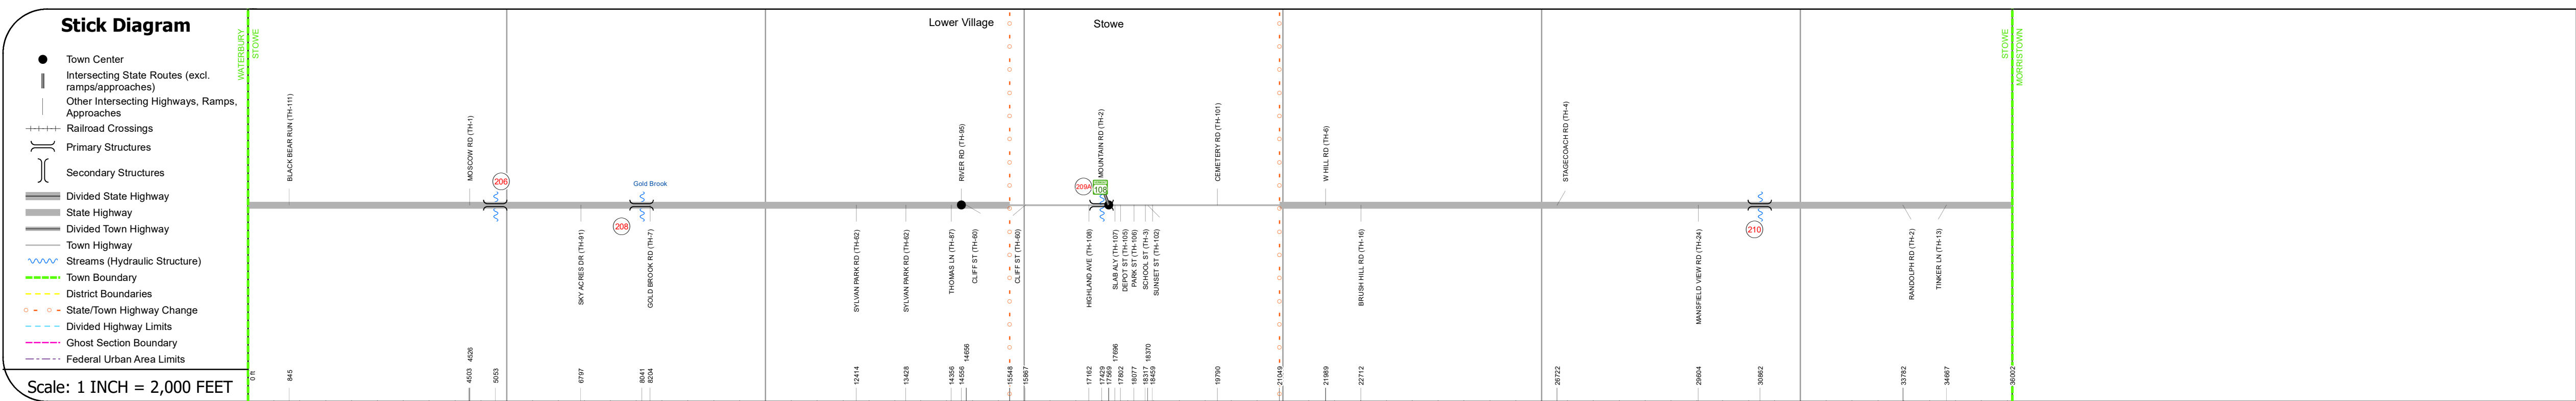 Stick Diagram
Town Center
Intersecting State Routes (excl.
ramps/approaches)
Other Intersecting Highways, Ramps,
Approaches
Railroad Crossings
Primary Structures
Secondary Structures
Divided State Highway
State Highway
Divided Town Highway
Town Highway
Streams (Hydraulic Structure)
Town Boundary
District Boundaries
State/Town Highway Change
Divided Highway Limits
Ghost Section Boundary
Federal Urban Area Limits
Scale: 1 INCH = 2,000 FEET
WATERBURY
STOWE
Lower Village
Stowe
STOWE
MORRISTOWN
BLACK BEAR RUN (TH-111)
MOSCOW RD (TH-1)
RIVER RD (TH-95)
MOUNTAIN RD (TH-2)
CEMETERY RD (TH-101)
W HILL RD (TH-6)
STAGECOACH RD (TH-4)
206
Gold Brook
208
209A
108
210
SKY ACRES DR (TH-91)
GOLD BROOK RD (TH-7)
SYLVAN PARK RD (TH-62)
SYLVAN PARK RD (TH-62)
THOMAS LN (TH-87)
CLIFF ST (TH-60)
CLIFF ST (TH-60)
HIGHLAND AVE (TH-108)
SLAB ALY (TH-107)
DEPOT ST (TH-105)
PARK ST (TH-106)
SCHOOL ST (TH-3)
SUNSET ST (TH-102)
BRUSH HILL RD (TH-16)
MANSFIELD VIEW RD (TH-24)
RANDOLPH RD (TH-2)
TINKER LN (TH-13)
0 ft
845
4503
4526
5053
6797
8041
8204
12414
13428
14356
14556
14656
15548
15867
17162
17429
17569
17696
17802
18077
18317
18370
18459
19790
21049
21989
22712
26722
29604
30862
33782
34667
36002